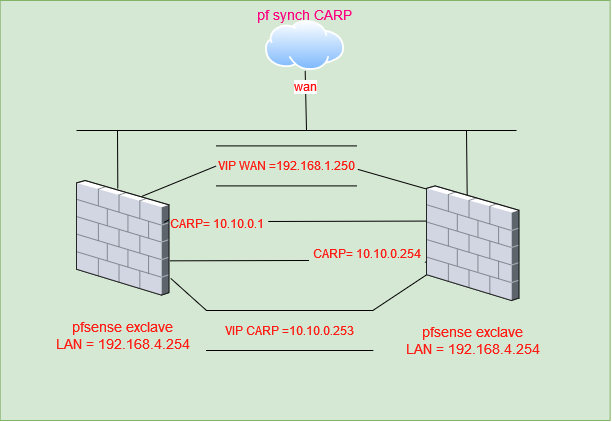 pf synch CARP
wan
VIP WAN =192.168.1.250
CARP= 10.10.0.1
CARP= 10.10.0.254
VIP CARP =10.10.0.253
pfsense exclave
LAN = 192.168.4.254
pfsense exclave
LAN = 192.168.4.254